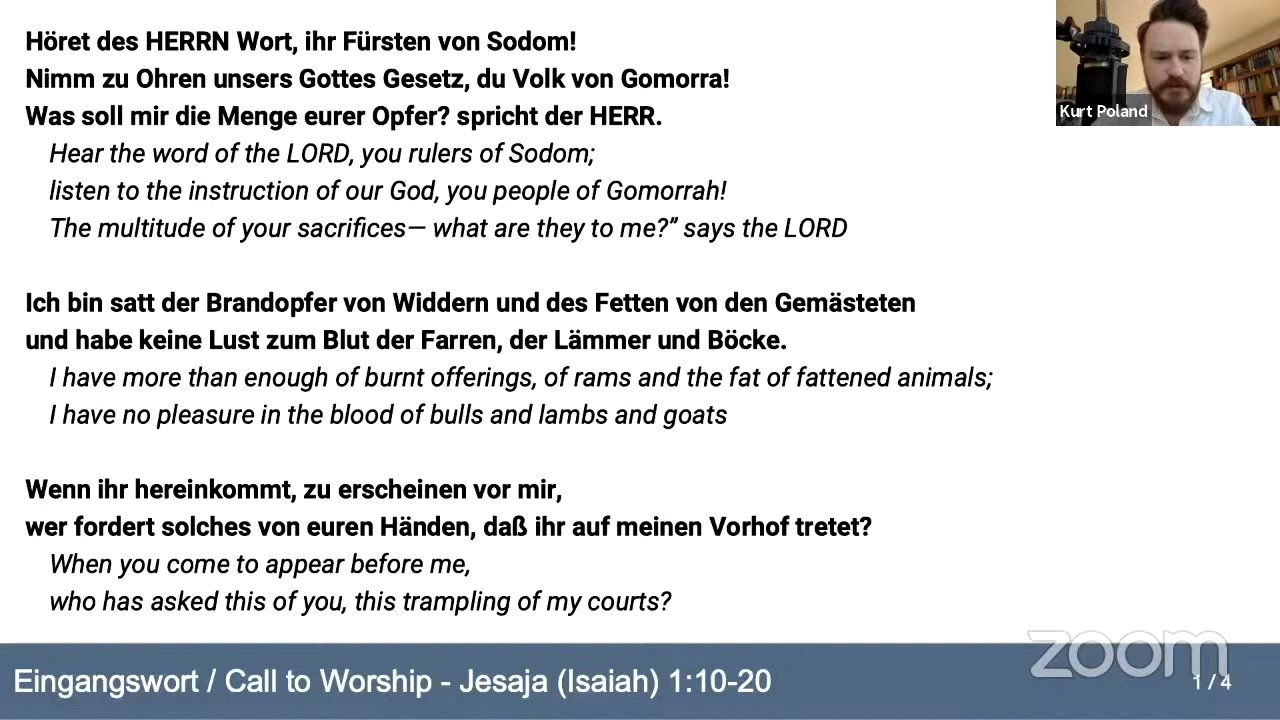 Höret des HERRN Wort, ihr Fürsten von Sodom!
Nimm zu Ohren unsers Gottes Gesetz, du Volk von Gomorra!
Was soll mir die Menge eurer Opfer? spricht der HERR.
Hear the word of the LORD, you rulers of Sodom;
listen to the instruction of our God, you people of Gomorrah!
The multitude of your sacrifices— what are they to me?” says the LORD
Ich bin satt der Brandopfer von Widdern und des Fetten von den Gemästeten
und habe keine Lust zum Blut der Farren, der Lämmer und Böcke.
I have more than enough of burnt offerings, of rams and the fat of fattened animals;
I have no pleasure in the blood of bulls and lambs and goats
Wenn ihr hereinkommt, zu erscheinen vor mir,
wer fordert solches von euren Händen, daß ihr auf meinen Vorhof tretet?
When you come to appear before me,
who has asked this of you, this trampling of my courts?
Kurt Poland
Eingangswort / Call to Worship - Jesaja (Isaiah) 1:10-20
zoom
1 / 4